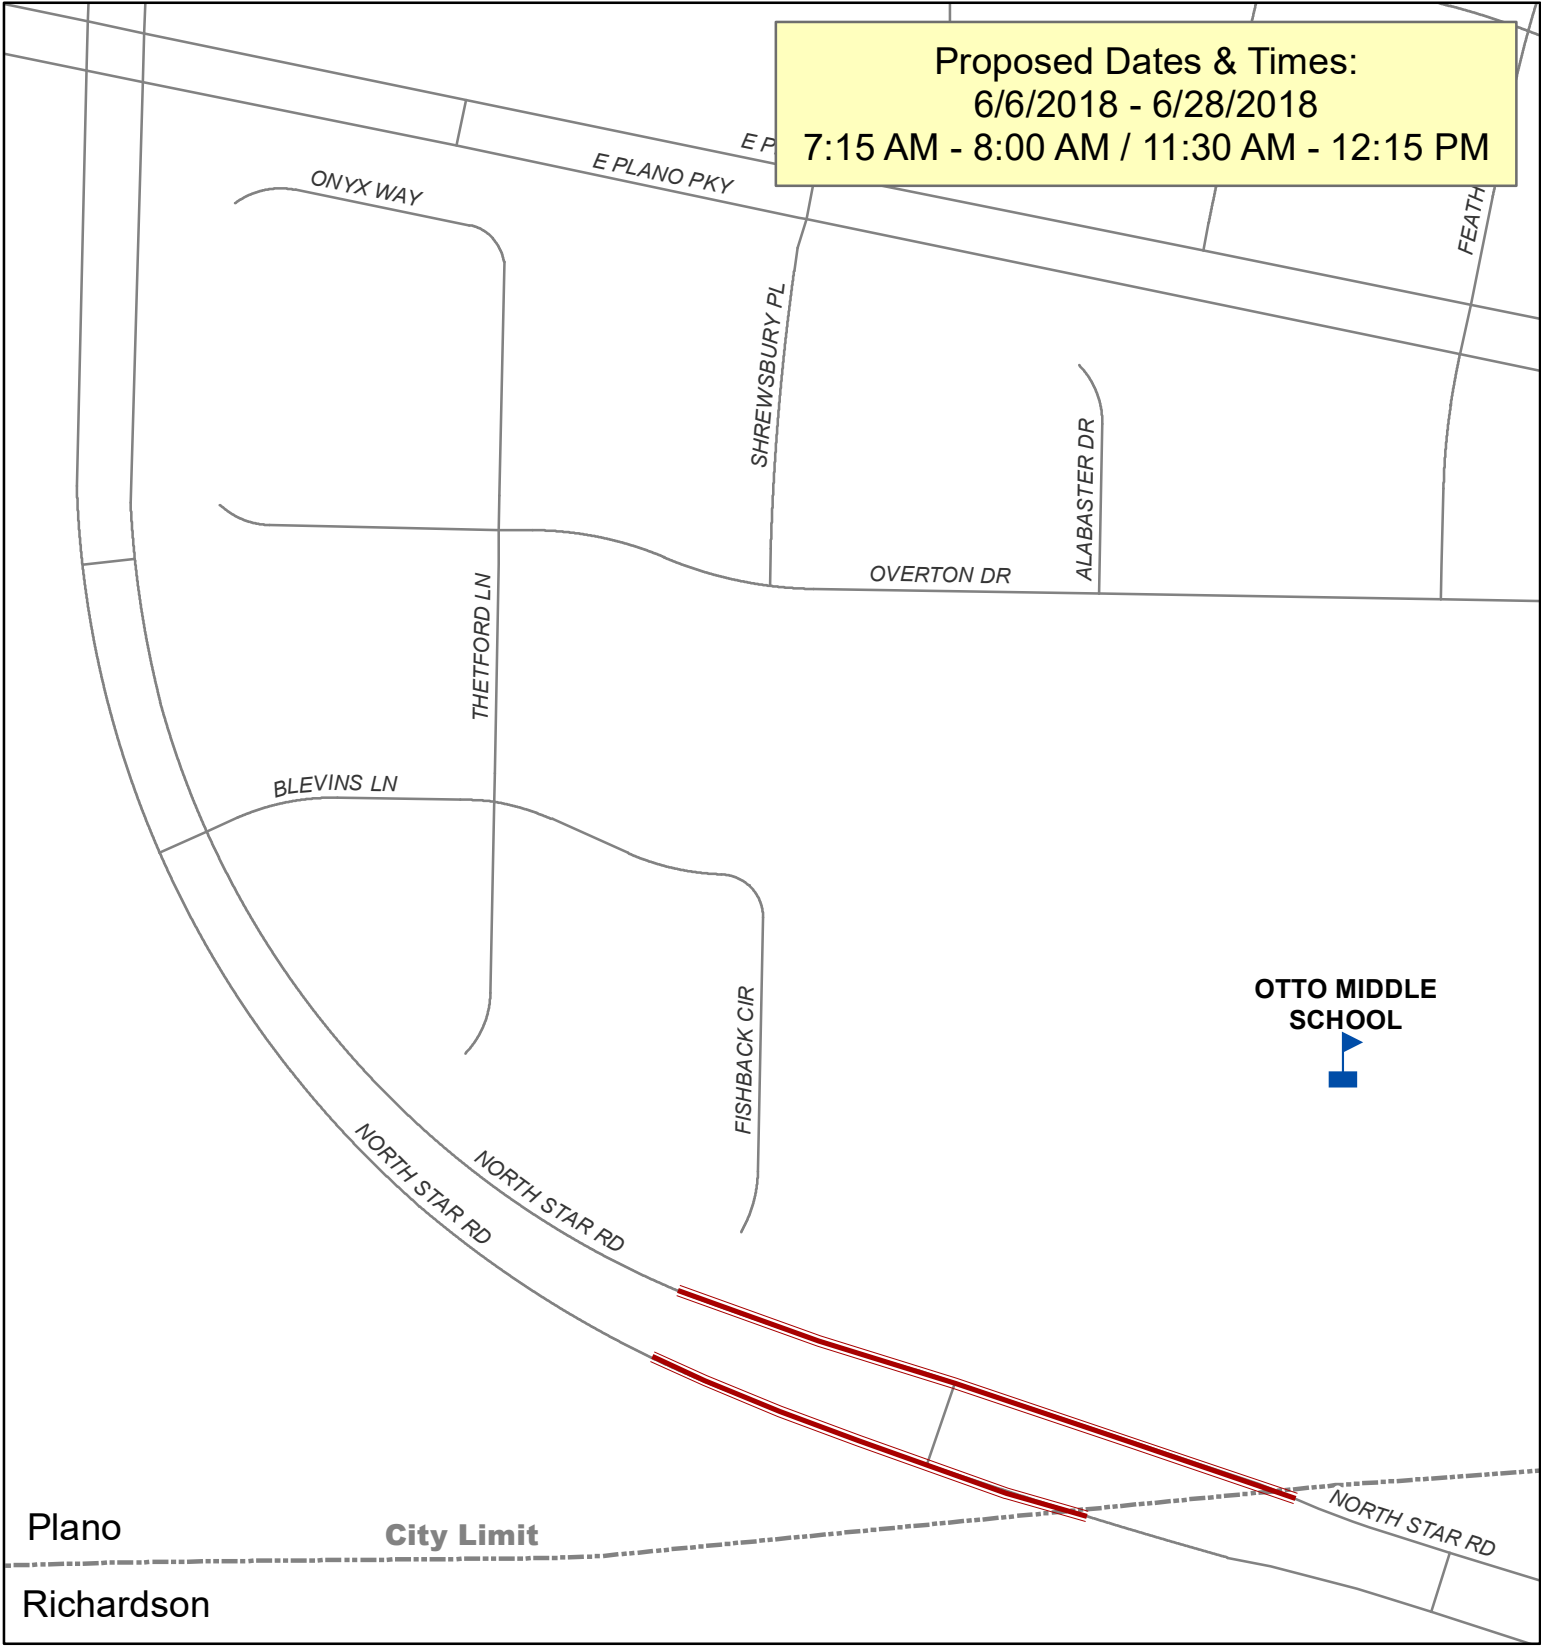 Proposed Dates & Times:
6/6/2018 - 6/28/2018
7:15 AM - 8:00 AM / 11:30 AM - 12:15 PM
E P
E PLANO PKY
ONYX WAY
FEATH
SHREWSBURY PL
ALABASTER DR
OVERTON DR
THETFORD LN
BLEVINS LN
OTTO MIDDLE
SCHOOL
FISHBACK CIR
NORTH STAR RD
NORTH STAR RD
NORTH STAR RD
Plano
City Limit
Richardson